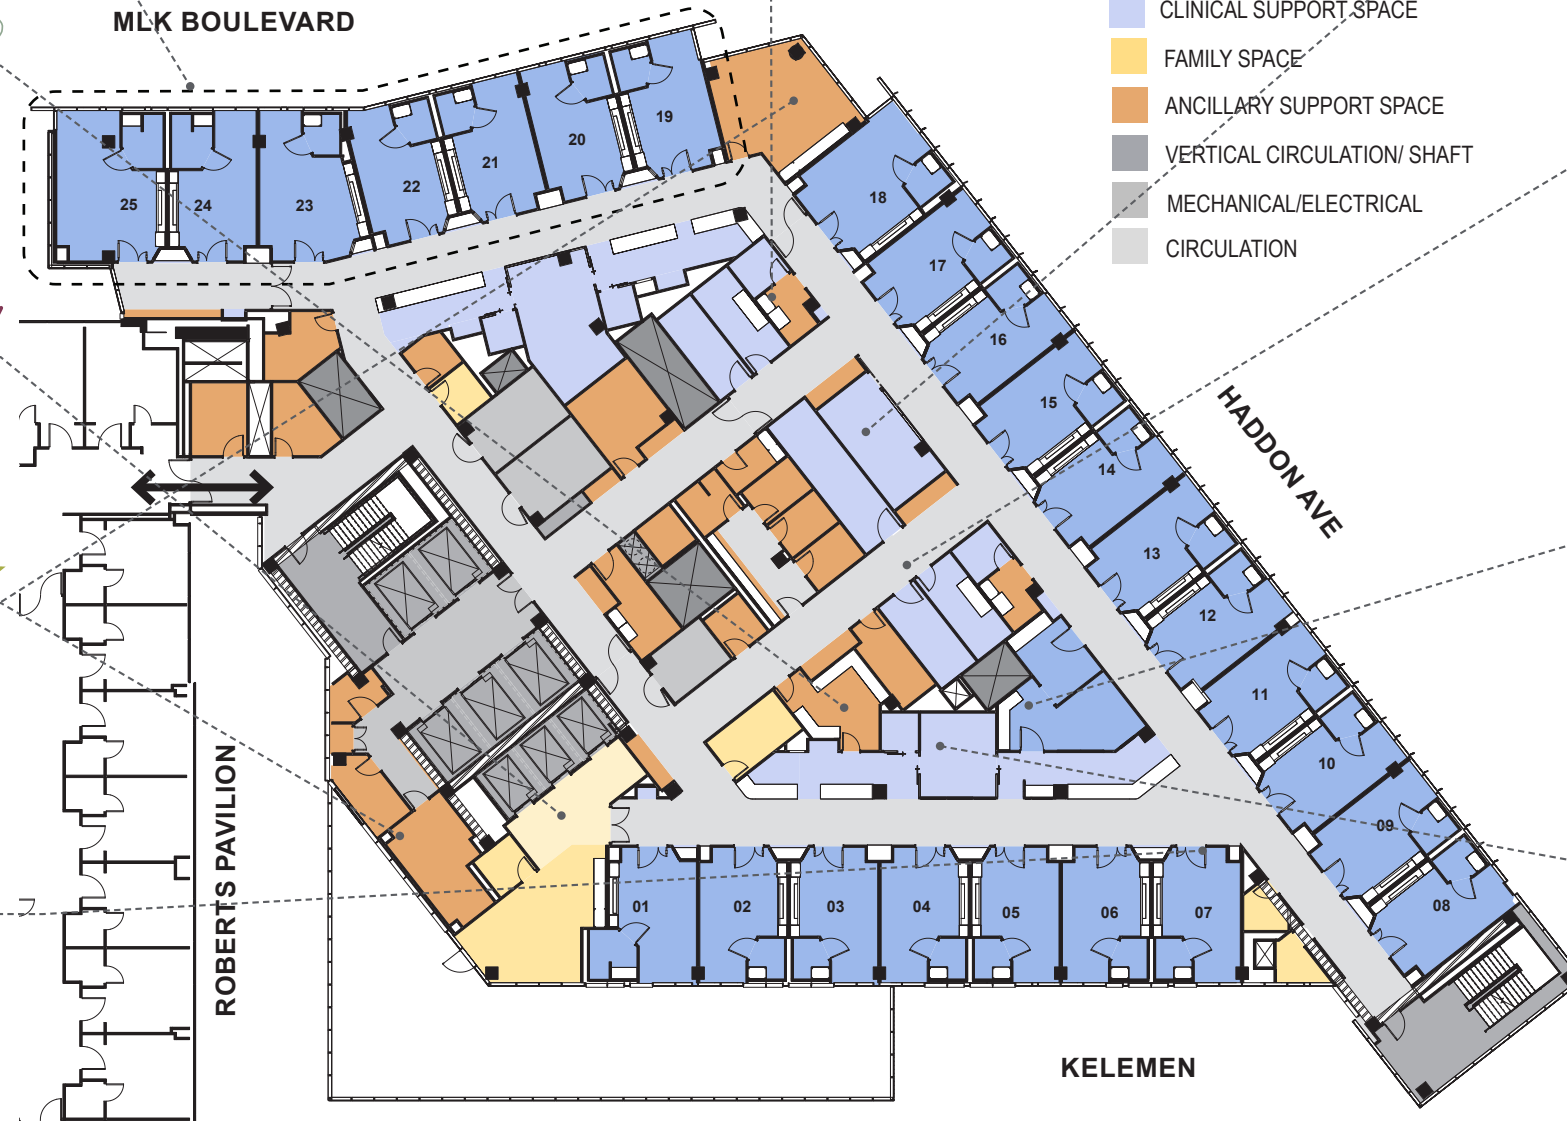 CLINICAL SUPPORT SPACE
MLK BOULEVARD
FAMILY SPACE
ANCILLARY SUPPORT SPACE
VERTICAL CIRCULATION/ SHAFT
MECHANICAL/ELECTRICAL
CIRCULATION
19
20
21
22
23
24
25
18
17
16
15
14
13
12
11
10
09
08
HADDON AVE
ROBERTS PAVILION
01
02
03
04
05
06
07
KELEMEN